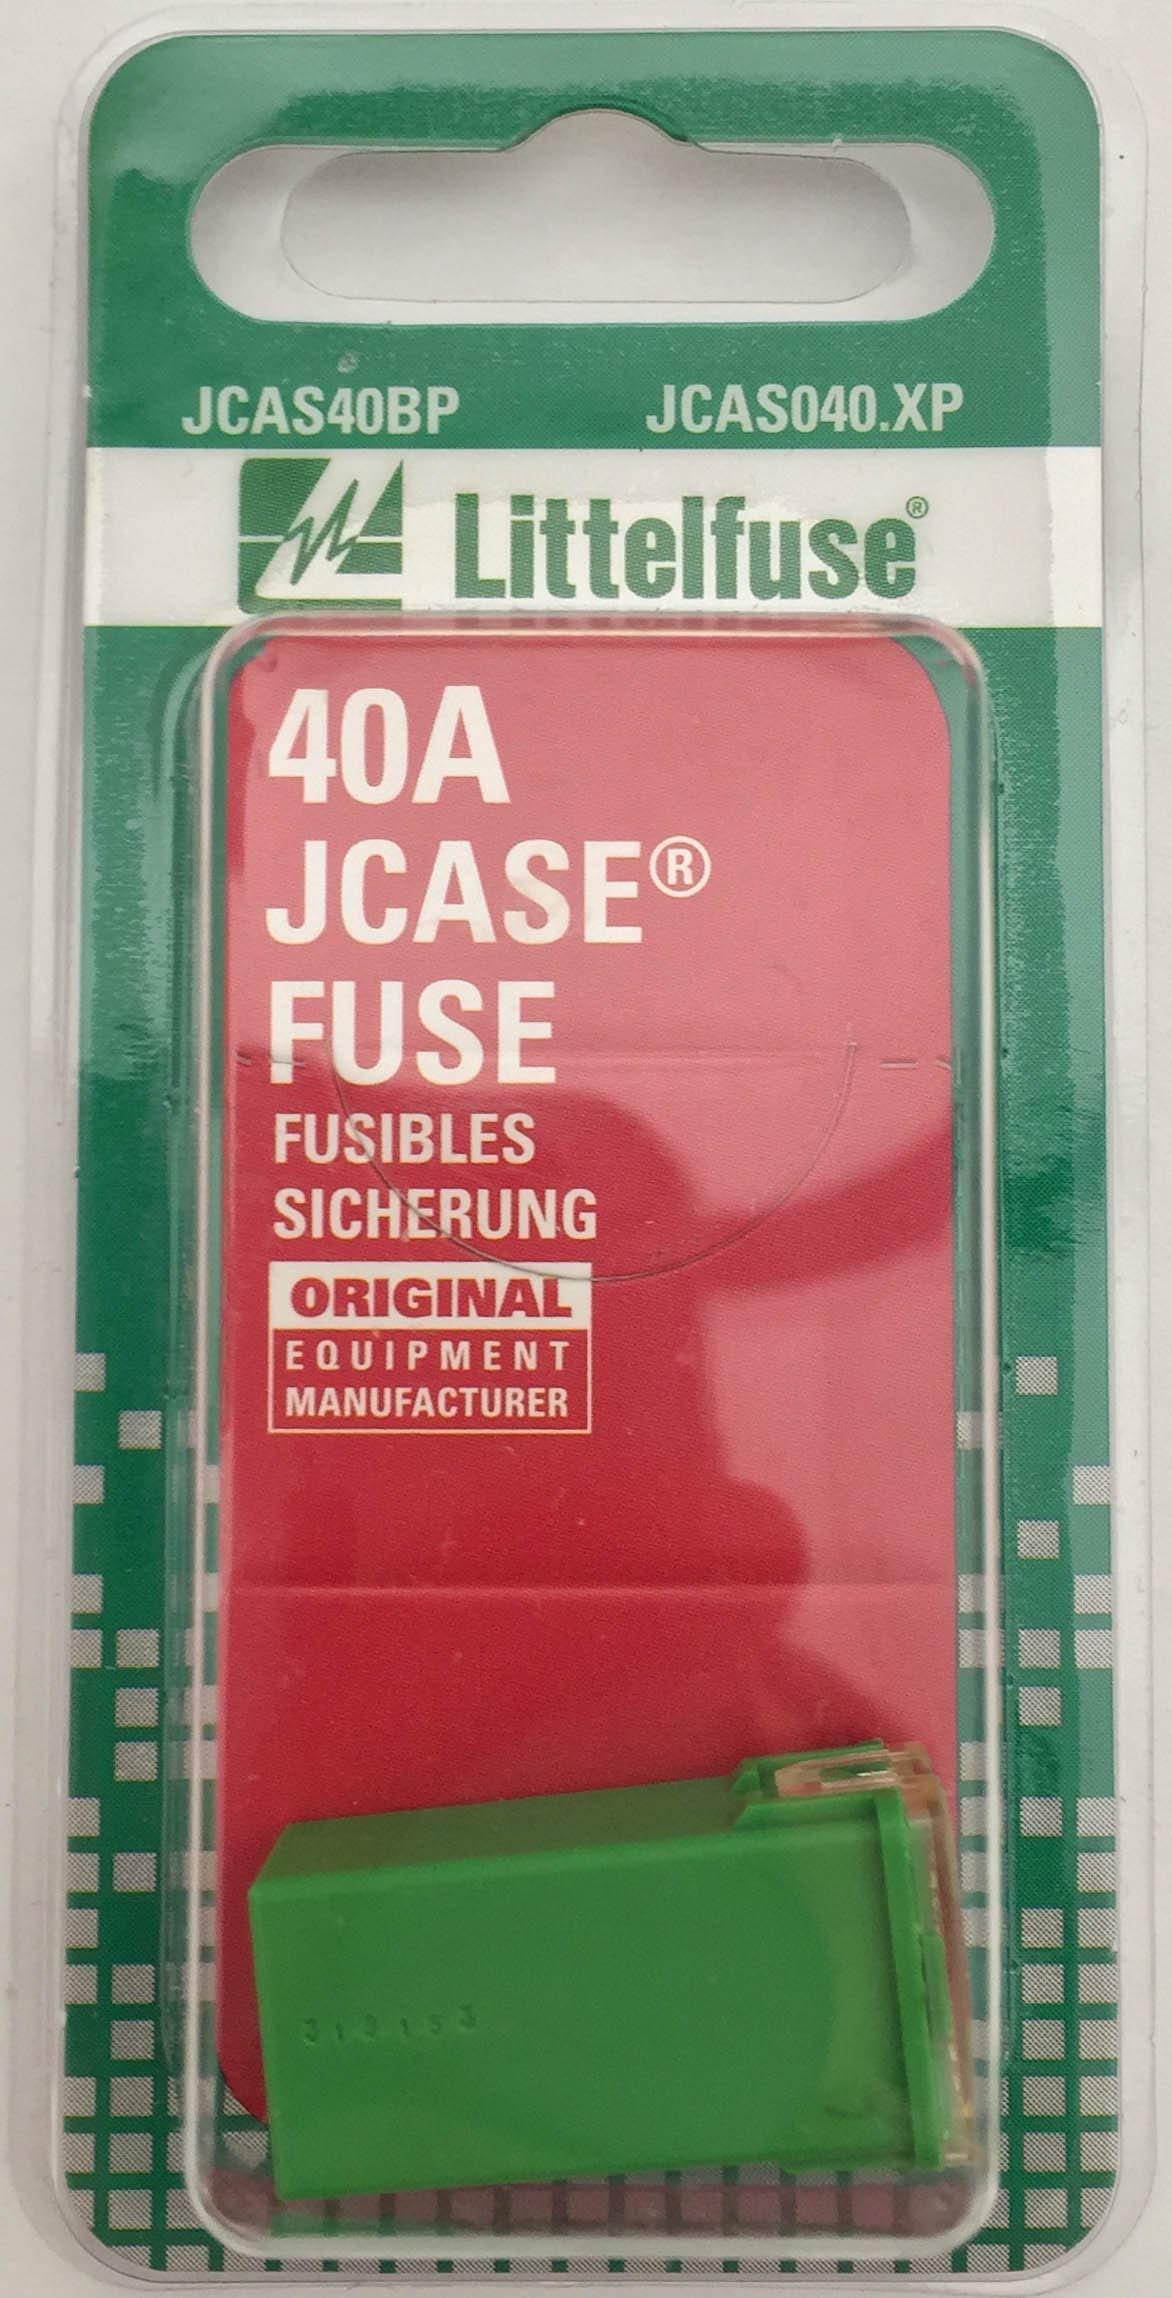 JCAS40BP JCAS040.XP
Littelfuse®
40A
JCASE®
FUSE
FUSIBLES
SICHERUNG
ORIGINAL
EQUIPMENT
MANUFACTURER